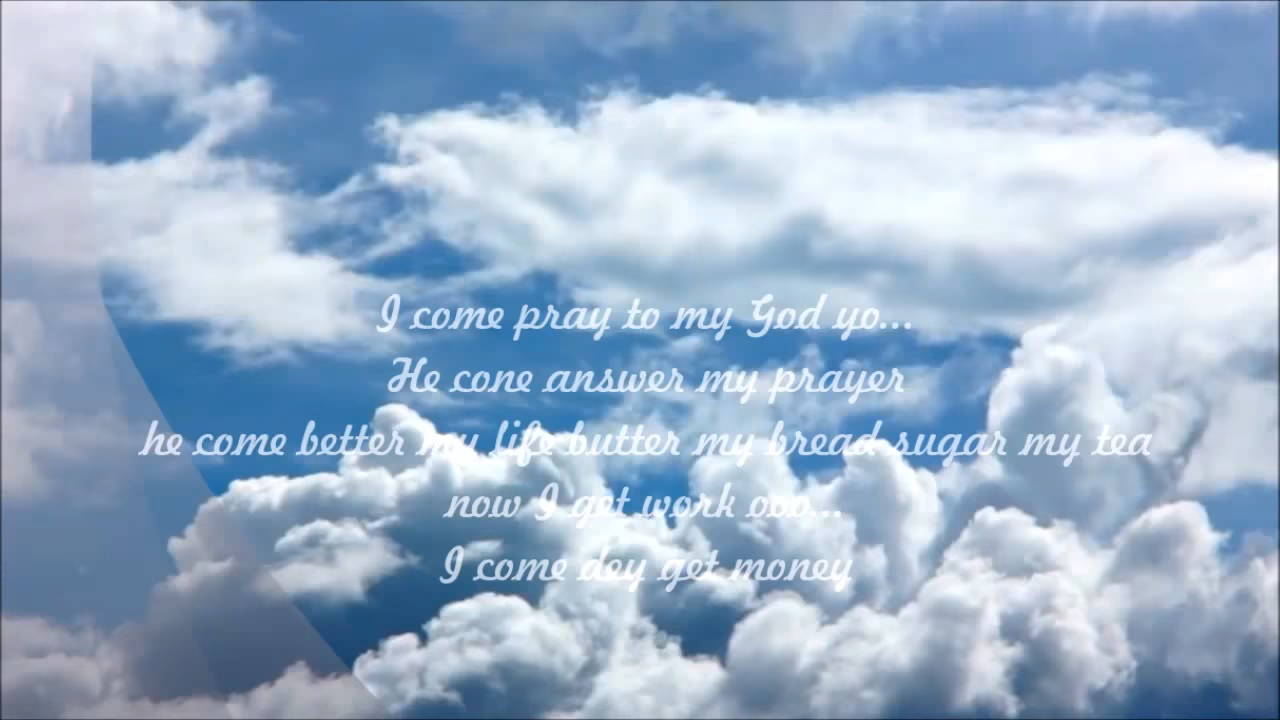 I come pray to my God yo...
He cone answer my prayer
he come better my life butter my bread sugar my tea
now I get work ooo...
I come dey get money